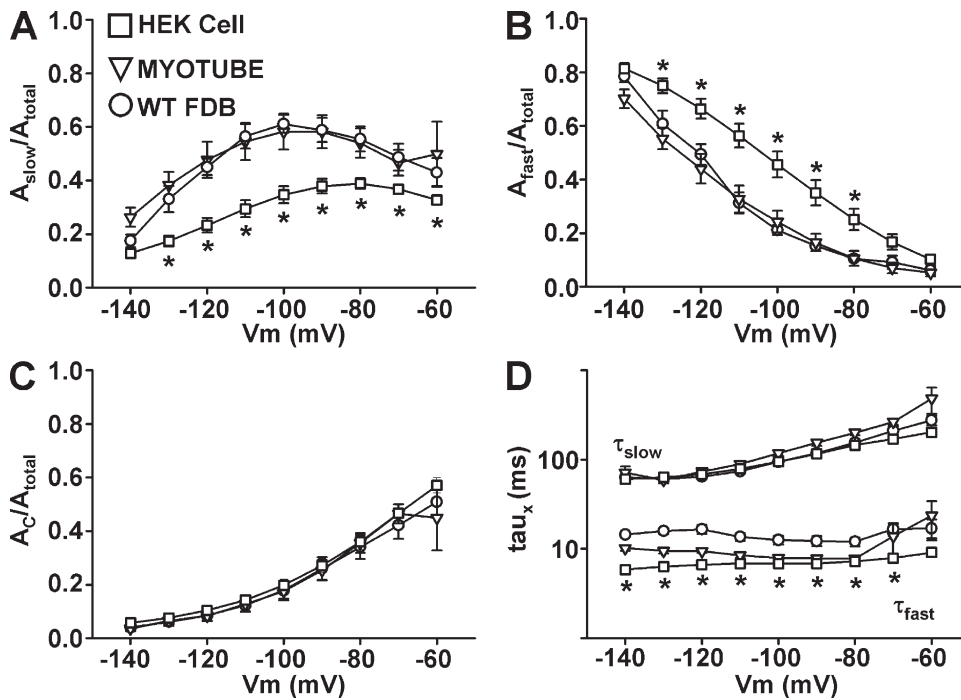 A
HEK Cell
MYOTUBE
WT FDB
Aslow/Atotal
1.0
0.8
0.6
0.4
0.2
0.0
* * * * * * * *
-140 -120 -100 -80 -60
Vm (mV)
B
Afast/Atotal
1.0
0.8
0.6
0.4
0.2
0.0
* * * * * *
-140 -120 -100 -80 -60
Vm (mV)
C
AC/Atotal
1.0
0.8
0.6
0.4
0.2
0.0
-140 -120 -100 -80 -60
Vm (mV)
D
taux (ms)
100
10
τslow
* * * * * * * *
τfast
-140 -120 -100 -80 -60
Vm (mV)